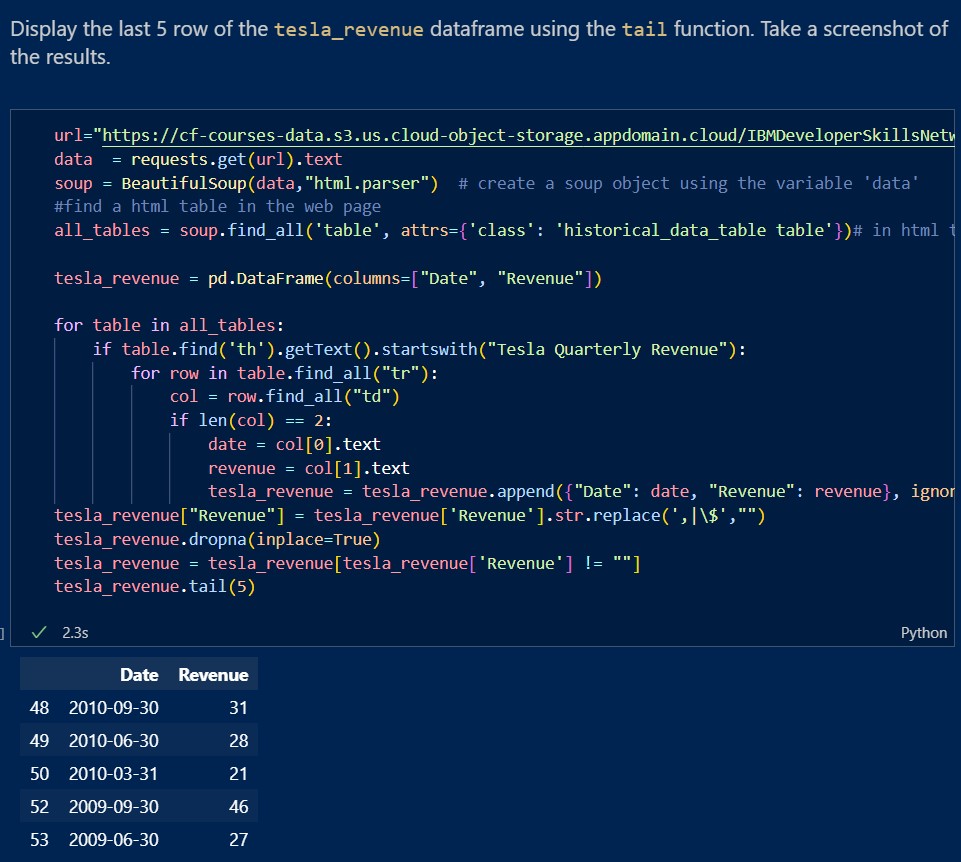 Display the last 5 row of the tesla_revenue dataframe using the tail function. Take a screenshot of
the results.
url="https://cf-courses-data.s3.us.cloud-object-storage.appdomain.cloud/IBMDeveloperSkillsNetw
data  = requests.get(url).text
soup = BeautifulSoup(data,"html.parser")  # create a soup object using the variable 'data'
#find a html table in the web page
all_tables = soup.find_all('table', attrs={'class': 'historical_data_table table'})# in html t
tesla_revenue = pd.DataFrame(columns=["Date", "Revenue"])
for table in all_tables:
    if table.find('th').getText().startswith("Tesla Quarterly Revenue"):
        for row in table.find_all("tr"):
            col = row.find_all("td")
            if len(col) == 2:
                date = col[0].text
                revenue = col[1].text
                tesla_revenue = tesla_revenue.append({"Date": date, "Revenue": revenue}, ignor
tesla_revenue["Revenue"] = tesla_revenue['Revenue'].str.replace(',|\$',"")
tesla_revenue.dropna(inplace=True)
tesla_revenue = tesla_revenue[tesla_revenue['Revenue'] != ""]
tesla_revenue.tail(5)
] ✓ 2.3s Python
Date Revenue
48 2010-09-30 31
49 2010-06-30 28
50 2010-03-31 21
52 2009-09-30 46
53 2009-06-30 27